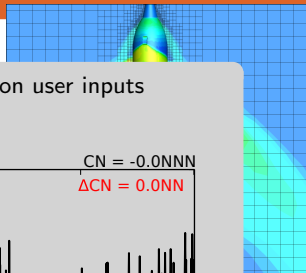 on user inputs
CN = -0.0NNN
ΔCN = 0.0NN